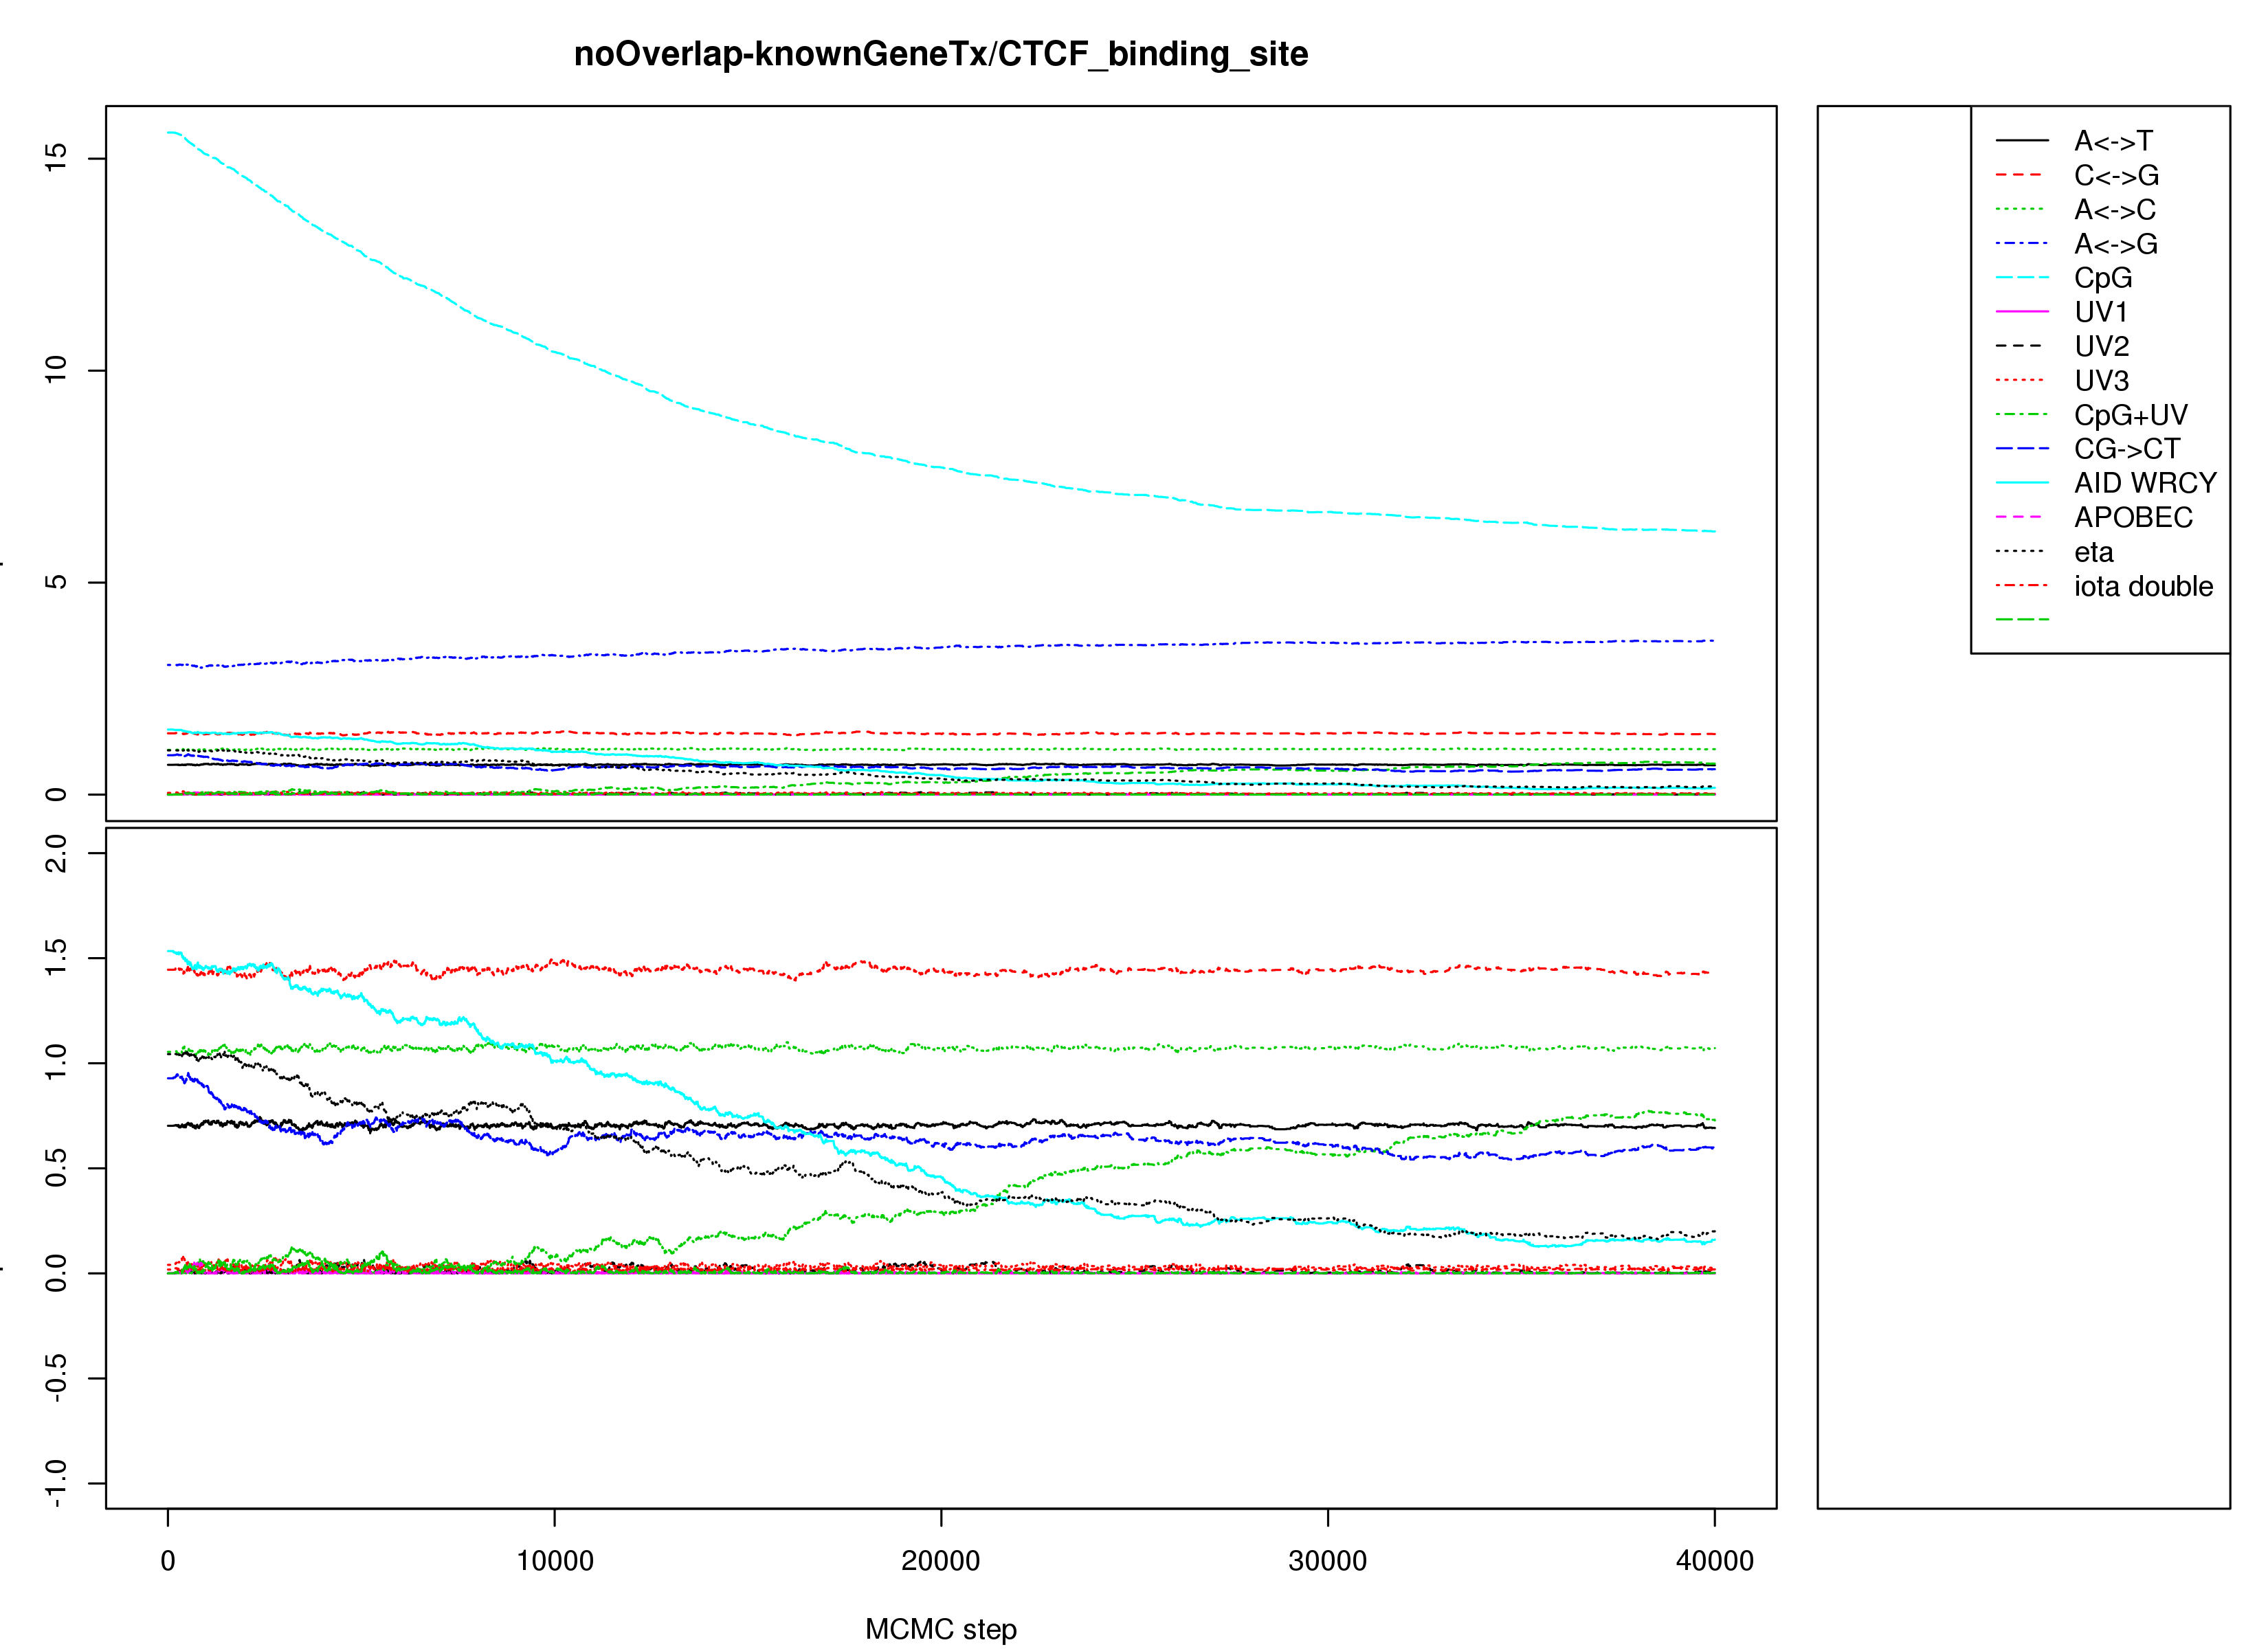 noOverlap-knownGeneTx/CTCF_binding_site
15
10
5
0
A<->T
C<->G
A<->C
A<->G
CpG
UV1
UV2
UV3
CpG+UV
CG->CT
AID WRCY
APOBEC
eta
iota double
2.0
1.5
1.0
0.5
0.0
-0.5
-1.0
0 10000 20000 30000 40000
MCMC step